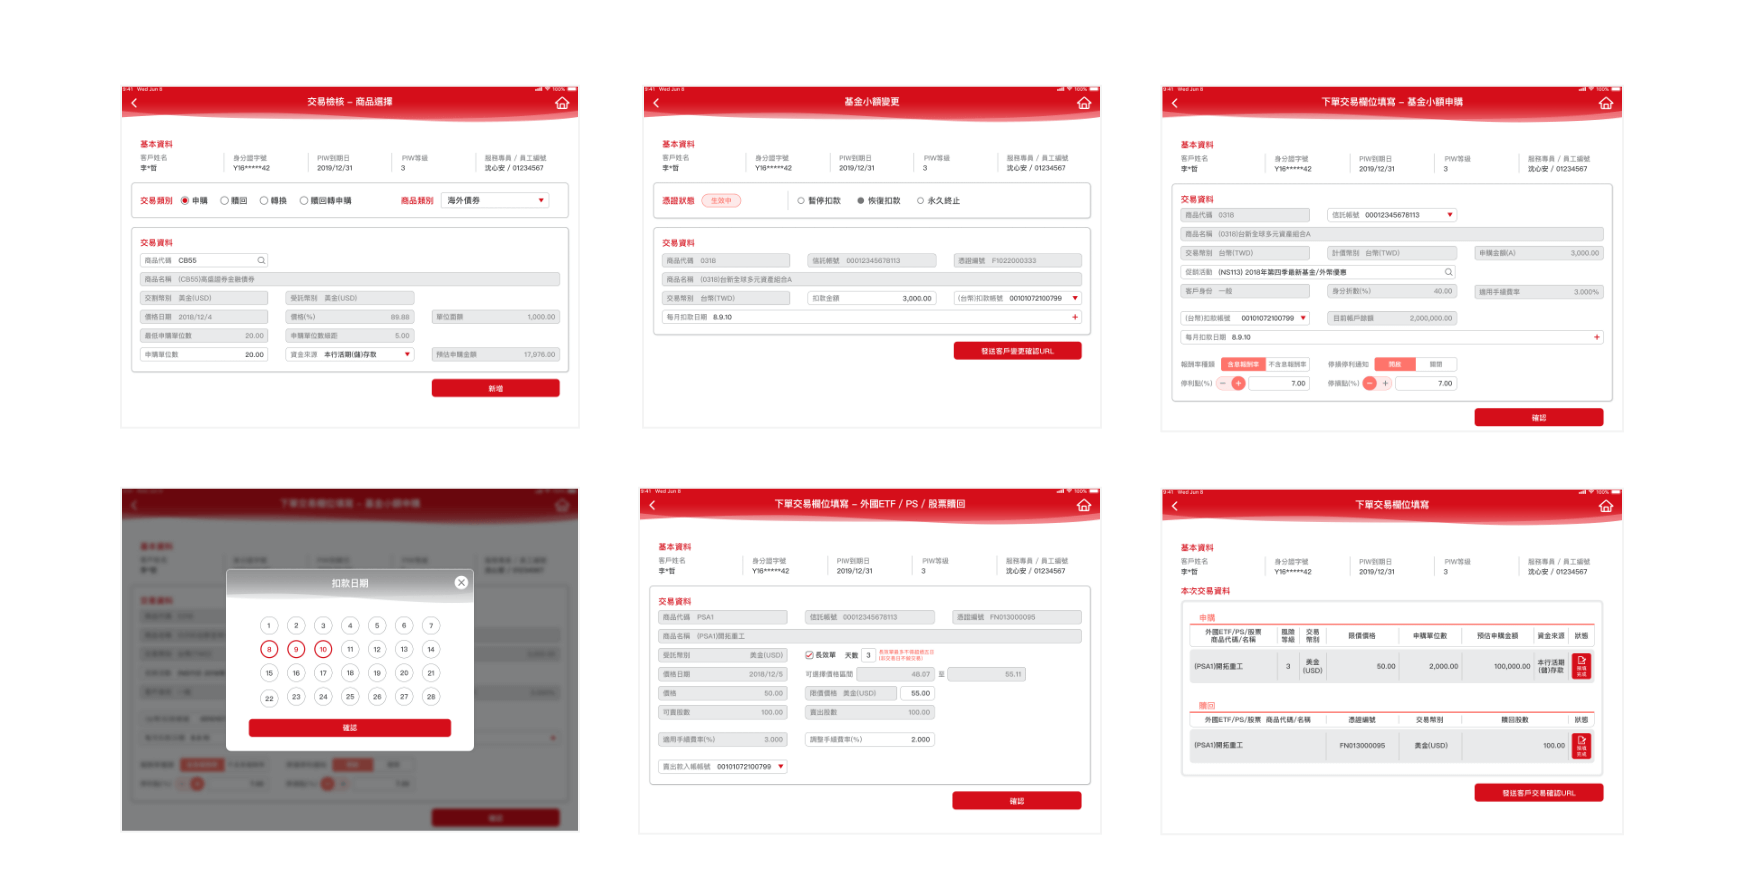 9:41 Wed Jun 8 100%
交易檢核 – 商品選擇
基本資料
客戶姓名 身分證字號 PIW到期日 PIW等級 服務專員 / 員工編號
李*哲 Y16*****42 2019/12/31 3 沈心安 / 01234567
交易類別 申購 贖回 轉換 贖回轉申購 商品類別 海外債券
交易資料
商品代碼 CB55
商品名稱 (CB55)南區證券金融債券
交割幣別 美金(USD) 受託幣別 美金(USD)
價格日期 2018/12/4 價格(%) 89.88 單位面額 1,000.00
最低申購單位數 20.00 申購單位數級距 5.00
申購單位數 20.00 資金來源 本行活期(儲)存款 預估申購金額 17,976.00
新增
9:41 Wed Jun 8 100%
基金小額變更
基本資料
客戶姓名 身分證字號 PIW到期日 PIW等級 服務專員 / 員工編號
李*哲 Y16*****42 2019/12/31 3 沈心安 / 01234567
憑證狀態 生效中 暫停扣款 恢復扣款 永久終止
交易資料
商品代碼 0318 信託帳號 00012345678113 憑證編號 F1022000333
商品名稱 (0318)台新全球多元資產組合A
交易幣別 台幣(TWD) 扣款金額 3,000.00 (台幣)扣款帳號 00101072100799
每月扣款日期 8.9.10 +
發送客戶變更確認URL
9:41 Wed Jun 8 100%
下單交易欄位填寫 – 基金小額申購
基本資料
客戶姓名 身分證字號 PIW到期日 PIW等級 服務專員 / 員工編號
李*哲 Y16*****42 2019/12/31 3 沈心安 / 01234567
交易資料
商品代碼 0318 信託帳號 00012345678113
商品名稱 (0318)台新全球多元資產組合A
交易幣別 台幣(TWD) 計價幣別 台幣(TWD) 申購金額(A) 3,000.00
促銷活動 (NS113) 2018年第四季最新基金/外幣優惠
客戶身份 一般 身分折數(%) 40.00 適用手續費率 3.000%
(台幣)扣款帳號 00101072100799 目前帳戶餘額 2,000,000.00
每月扣款日期 8.9.10 +
報酬率種類 含息報酬率 不含息報酬率 停損停利通知 開啟 關閉
停利點(%) – + 7.00 停損點(%) – + 7.00
確認
下單交易欄位填寫 – 基金小額申購
扣款日期
1 2 3 4 5 6 7
8 9 10 11 12 13 14
15 16 17 18 19 20 21
22 23 24 25 26 27 28
確認
9:41 Wed Jun 8 100%
下單交易欄位填寫 – 外國ETF / PS / 股票贖回
基本資料
客戶姓名 身分證字號 PIW到期日 PIW等級 服務專員 / 員工編號
李*哲 Y16*****42 2019/12/31 3 沈心安 / 01234567
交易資料
商品代碼 PSA1 信託帳號 00012345678113 憑證編號 FN013000095
商品名稱 (PSA1)開拓重工
受託幣別 美金(USD) 長效單 天數 3
價格日期 2018/12/5 可選擇價格區間 46.07 至 55.11
價格 50.00 限價價格 美金(USD) 55.00
可賣股數 100.00 賣出股數 100.00
適用手續費率(%) 3.000 調整手續費率(%) 2.000
賣出款入帳帳號 00101072100799
確認
9:41 Wed Jun 8 100%
下單交易欄位填寫
基本資料
客戶姓名 身分證字號 PIW到期日 PIW等級 服務專員 / 員工編號
李*哲 Y16*****42 2019/12/31 3 沈心安 / 01234567
本次交易資料
申購
外國ETF/PS/股票 商品代碼/名稱 風險等級 交易幣別 限價價格 申購單位數 預估申購金額 資金來源 狀態
(PSA1)開拓重工 3 美金(USD) 50.00 2,000.00 100,000.00 本行活期(儲)存款 填寫完成
贖回
外國ETF/PS/股票 商品代碼/名稱 憑證編號 交易幣別 贖回股數 狀態
(PSA1)開拓重工 FN013000095 美金(USD) 100.00 填寫完成
發送客戶交易確認URL